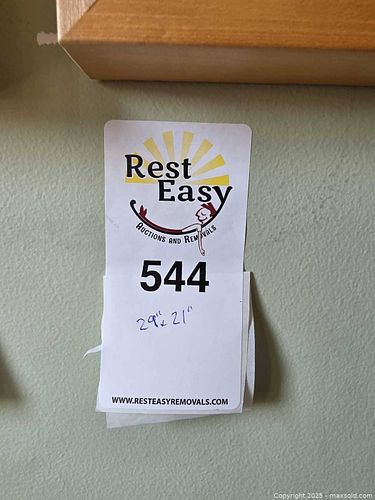 Rest
Easy
AUCTIONS AND REMOVALS
544
29" x 21"
WWW.RESTEASYREMOVALS.COM
Copyright 2025 - maxsold.com